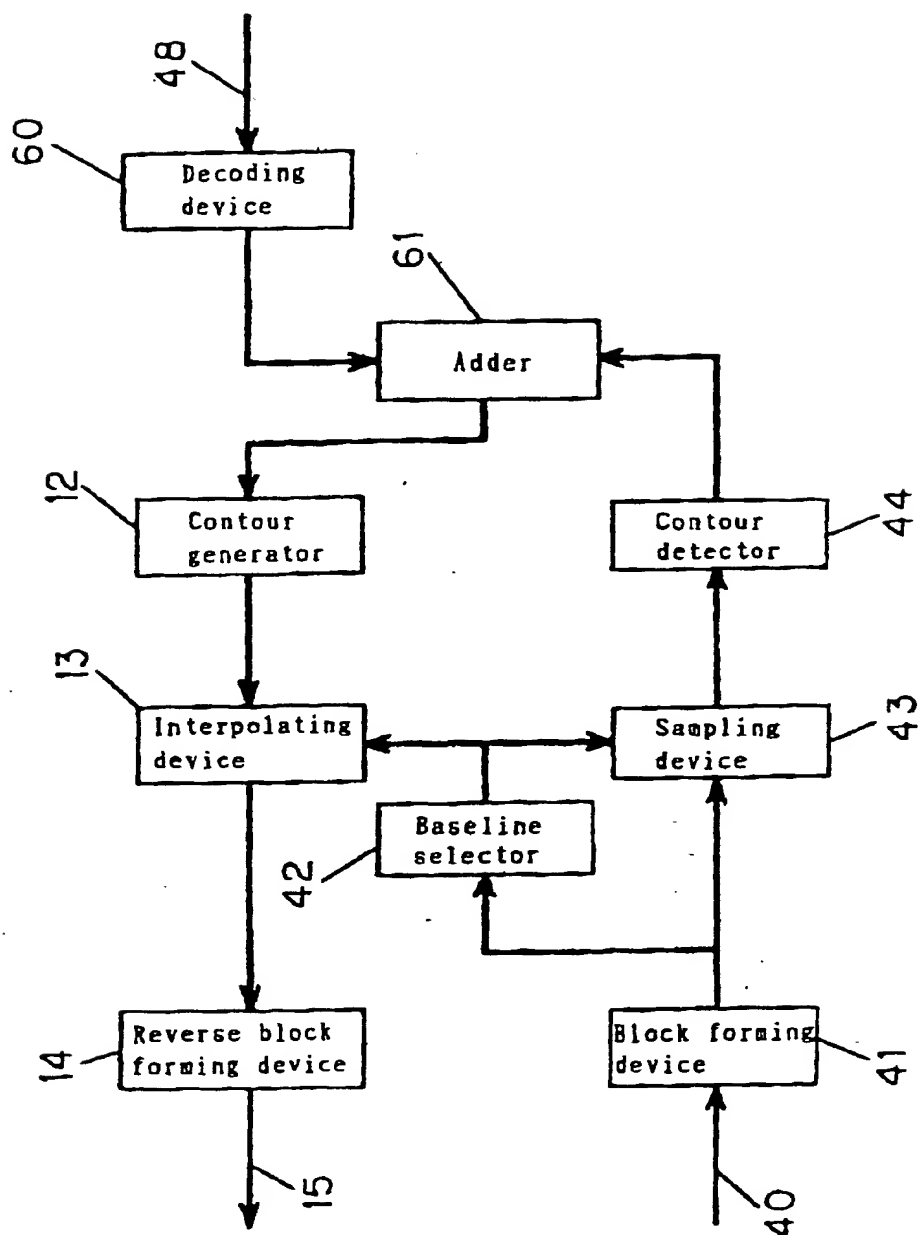 48
60
Decoding
device
61
Adder
12
Contour
generator
Contour
detector
44
13
Interpolating
device
Sampling
device
43
Baseline
selector
42
Reverse block
forming device
14
Block forming
device
41
15
40